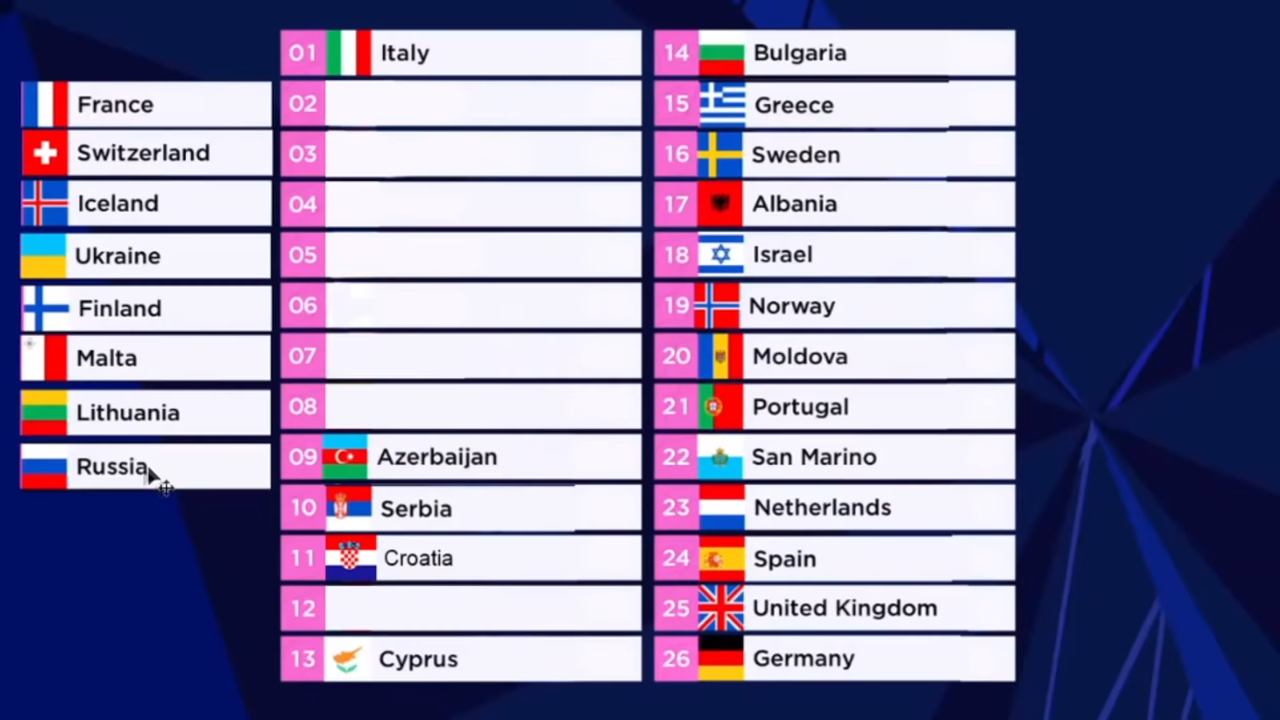 France
Switzerland
Iceland
Ukraine
Finland
Malta
Lithuania
Russia
01 Italy
02
03
04
05
06
07
08
09 Azerbaijan
10 Serbia
11 Croatia
12
13 Cyprus
14 Bulgaria
15 Greece
16 Sweden
17 Albania
18 Israel
19 Norway
20 Moldova
21 Portugal
22 San Marino
23 Netherlands
24 Spain
25 United Kingdom
26 Germany